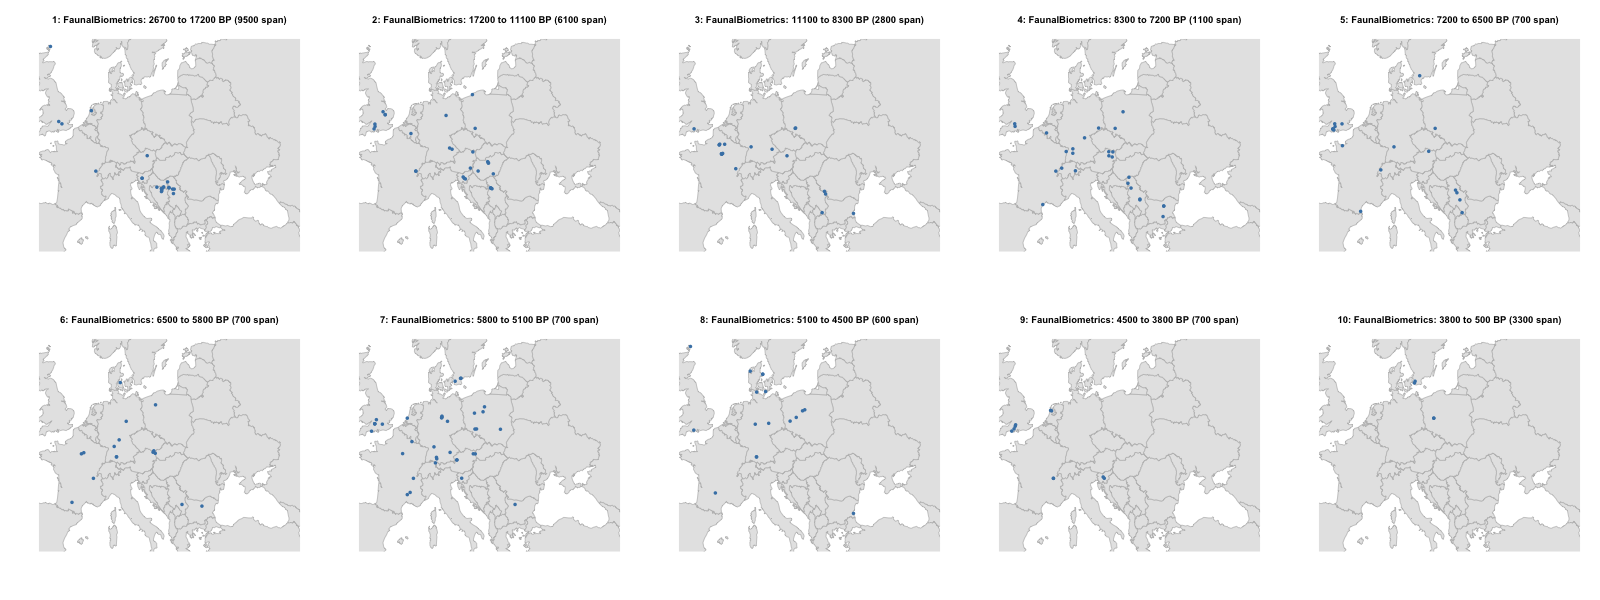 1: FaunalBiometrics: 26700 to 17200 BP (9500 span)
2: FaunalBiometrics: 17200 to 11100 BP (6100 span)
3: FaunalBiometrics: 11100 to 8300 BP (2800 span)
4: FaunalBiometrics: 8300 to 7200 BP (1100 span)
5: FaunalBiometrics: 7200 to 6500 BP (700 span)
6: FaunalBiometrics: 6500 to 5800 BP (700 span)
7: FaunalBiometrics: 5800 to 5100 BP (700 span)
8: FaunalBiometrics: 5100 to 4500 BP (600 span)
9: FaunalBiometrics: 4500 to 3800 BP (700 span)
10: FaunalBiometrics: 3800 to 500 BP (3300 span)